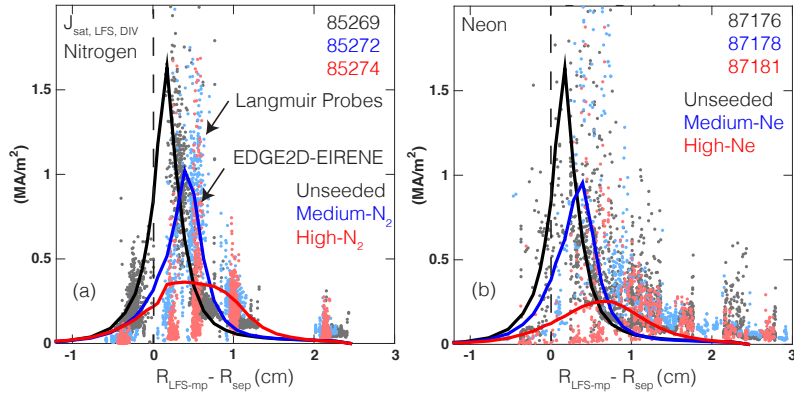 J_sat, LFS, DIV
Nitrogen
85269
85272
85274
Langmuir Probes
EDGE2D-EIRENE
Unseeded
Medium-N₂
High-N₂
(a)
(MA/m²)
0
0.5
1
1.5
-1
0
1
2
3
R_LFS-mp - R_sep (cm)
Neon
87176
87178
87181
Unseeded
Medium-Ne
High-Ne
(b)
(MA/m²)
0
0.5
1
1.5
-1
0
1
2
3
R_LFS-mp - R_sep (cm)